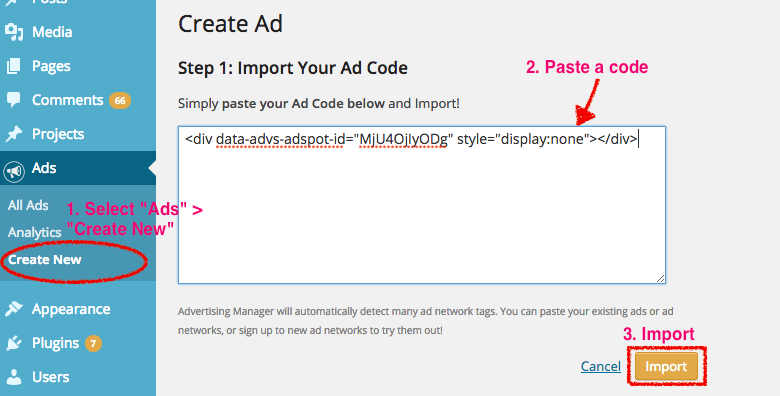 Posts
Media
Pages
Comments 66
Projects
Ads
All Ads
Analytics
Create New
Appearance
Plugins 7
Users
1. Select "Ads" >
"Create New"
Create Ad
Step 1: Import Your Ad Code
2. Paste a code
Simply paste your Ad Code below and Import!
<div data-advs-adspot-id="MjU4OjIyODg" style="display:none"></div>
Advertising Manager will automatically detect many ad network tags. You can paste your existing ads or ad
networks, or sign up to new ad networks to try them out!
3. Import
Cancel
Import